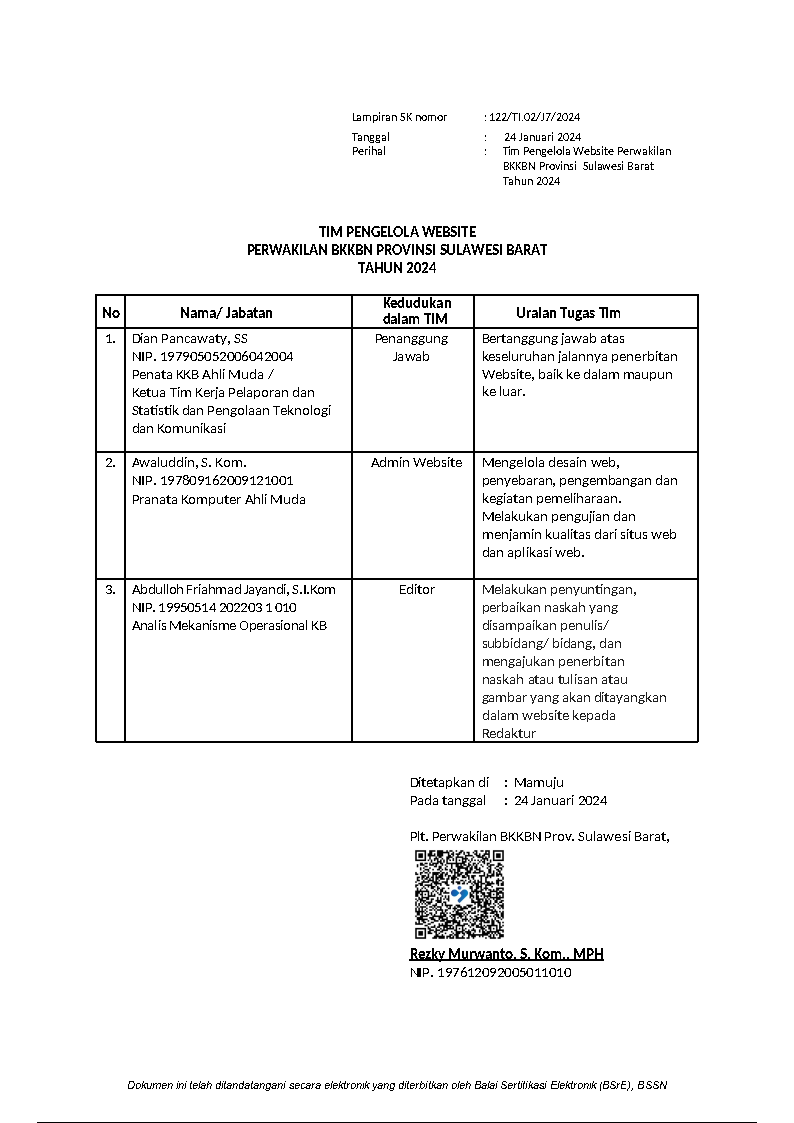 Lampiran SK nomor : 122/TI.02/J7/2024
Tanggal : 24 Januari 2024
Perihal : Tim Pengelola Website Perwakilan
BKKBN Provinsi Sulawesi Barat
Tahun 2024
TIM PENGELOLA WEBSITE
PERWAKILAN BKKBN PROVINSI SULAWESI BARAT
TAHUN 2024
No
Nama/ Jabatan
Kedudukan
dalam TIM
Uraian Tugas Tim
1.
Dian Pancawaty, SS
NIP. 197905052006042004
Penata KKB Ahli Muda /
Ketua Tim Kerja Pelaporan dan
Statistik dan Pengolaan Teknologi
dan Komunikasi
Penanggung
Jawab
Bertanggung jawab atas
keseluruhan jalannya penerbitan
Website, baik ke dalam maupun
ke luar.
2.
Awaluddin, S. Kom.
NIP. 197809162009121001
Pranata Komputer Ahli Muda
Admin Website
Mengelola desain web,
penyebaran, pengembangan dan
kegiatan pemeliharaan.
Melakukan pengujian dan
menjamin kualitas dari situs web
dan aplikasi web.
3.
Abdulloh Friahmad Jayandi, S.I.Kom
NIP. 19950514 202203 1 010
Analis Mekanisme Operasional KB
Editor
Melakukan penyuntingan,
perbaikan naskah yang
disampaikan penulis/
subbidang/ bidang, dan
mengajukan penerbitan
naskah atau tulisan atau
gambar yang akan ditayangkan
dalam website kepada
Redaktur
Ditetapkan di : Mamuju
Pada tanggal : 24 Januari 2024
Plt. Perwakilan BKKBN Prov. Sulawesi Barat,
Rezky Murwanto, S. Kom., MPH
NIP. 197612092005011010
Dokumen ini telah ditandatangani secara elektronik yang diterbitkan oleh Balai Sertifikasi Elektronik (BSrE), BSSN